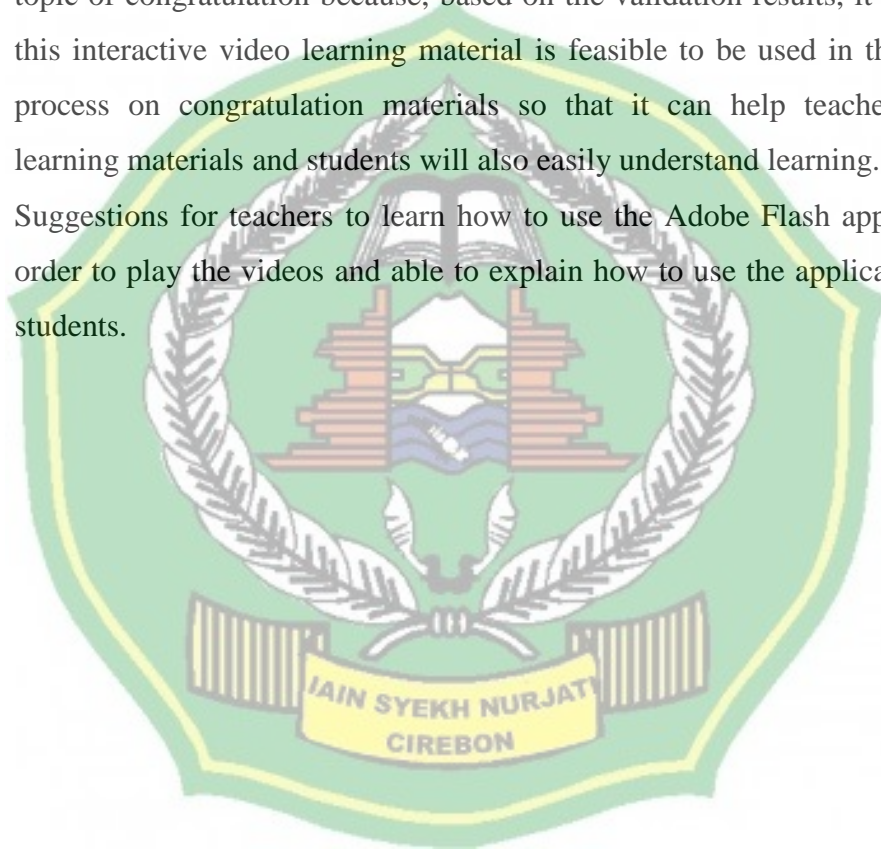 topic of congratulation because, based on the validation results, it
this interactive video learning material is feasible to be used in th
process on congratulation materials so that it can help teache
learning materials and students will also easily understand learning.
Suggestions for teachers to learn how to use the Adobe Flash app
order to play the videos and able to explain how to use the applica
students.
IAIN SYEKH NURJATI
CIREBON